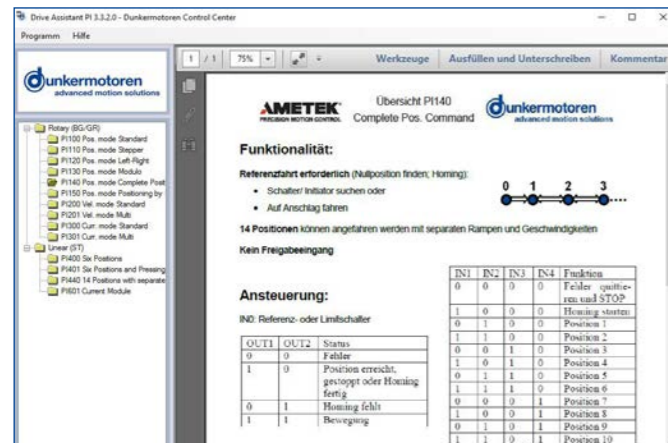 Drive Assistant PI 3.3.2.0 - Dunkermotoren Control Center
Programm Hilfe
dunkermotoren
advanced motion solutions
Rotary (BG/GR)
PI100 Pos. mode Standard
PI110 Pos. mode Stepper
PI120 Pos. mode Left-Right
PI130 Pos. mode Modulo
PI140 Pos. mode Complete Posit
PI150 Pos. mode Positioning by
PI200 Vel. mode Standard
PI201 Vel. mode Multi
PI300 Curr. mode Standard
PI301 Curr. mode Multi
Linear (ST)
PI400 Six Positions
PI401 Six Positions and Pressing
PI440 14 Positions with separate
PI601 Current Module
1 / 1 75% Werkzeuge Ausfüllen und Unterschreiben Kommentar
AMETEK
PRECISION MOTION CONTROL
Übersicht PI140
Complete Pos. Command
dunkermotoren
advanced motion solutions
Funktionalität:
Referenzfahrt erforderlich (Nullposition finden; Homing):
• Schalter/ Initiator suchen oder
• Auf Anschlag fahren
0 1 2 3
14 Positionen können angefahren werden mit separaten Rampen und Geschwindigkeiten
Kein Freigabeeingang
Ansteuerung:
IN0: Referenz- oder Limitschalter
OUT1 OUT2 Status
0 0 Fehler
1 0 Position erreicht,
gestoppt oder Homing
fertig
0 1 Homing fehlt
1 1 Bewegung
IN1 IN2 IN3 IN4 Funktion
0 0 0 0 Fehler quittie-
ren und STOP
1 0 0 0 Homing starten
0 1 0 0 Position 1
1 1 0 0 Position 2
0 0 1 0 Position 3
1 0 1 0 Position 4
0 1 1 0 Position 5
1 1 1 0 Position 6
0 0 0 1 Position 7
1 0 0 1 Position 8
0 1 0 1 Position 9
1 1 0 1 Position 10